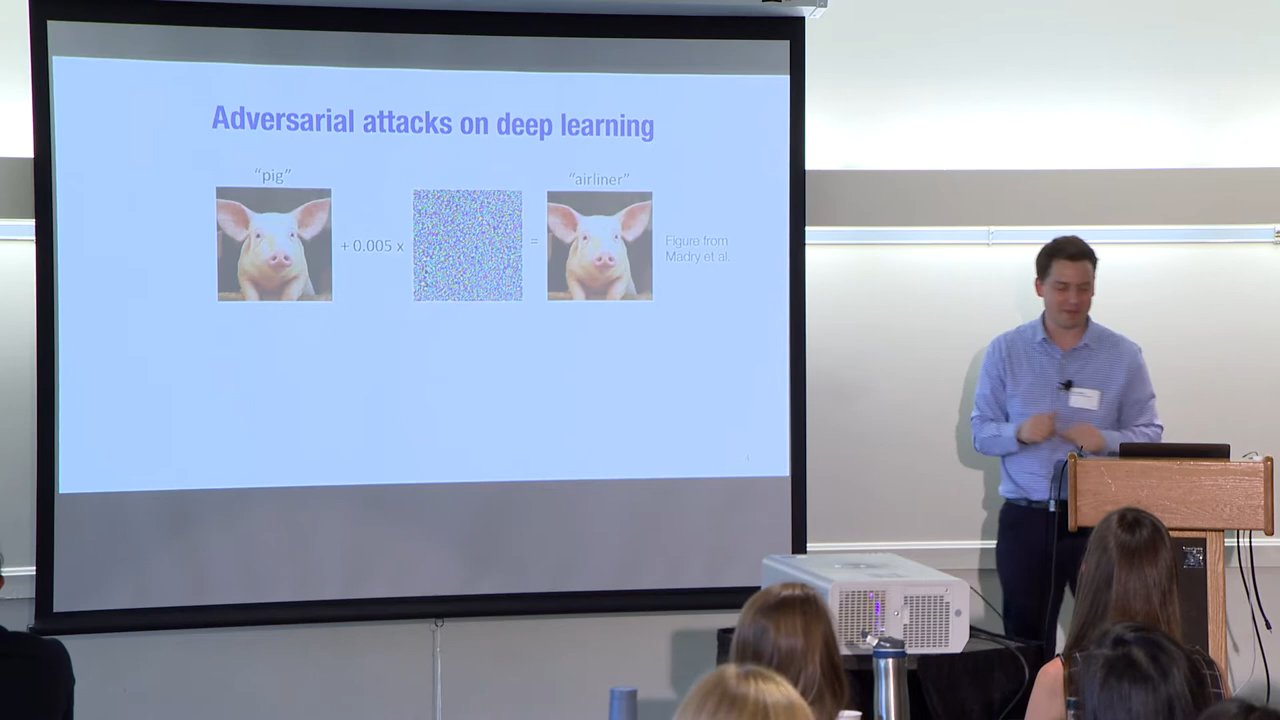 Adversarial attacks on deep learning
“pig”
“airliner”
+ 0.005 x
=
Figure from
Madry et al.